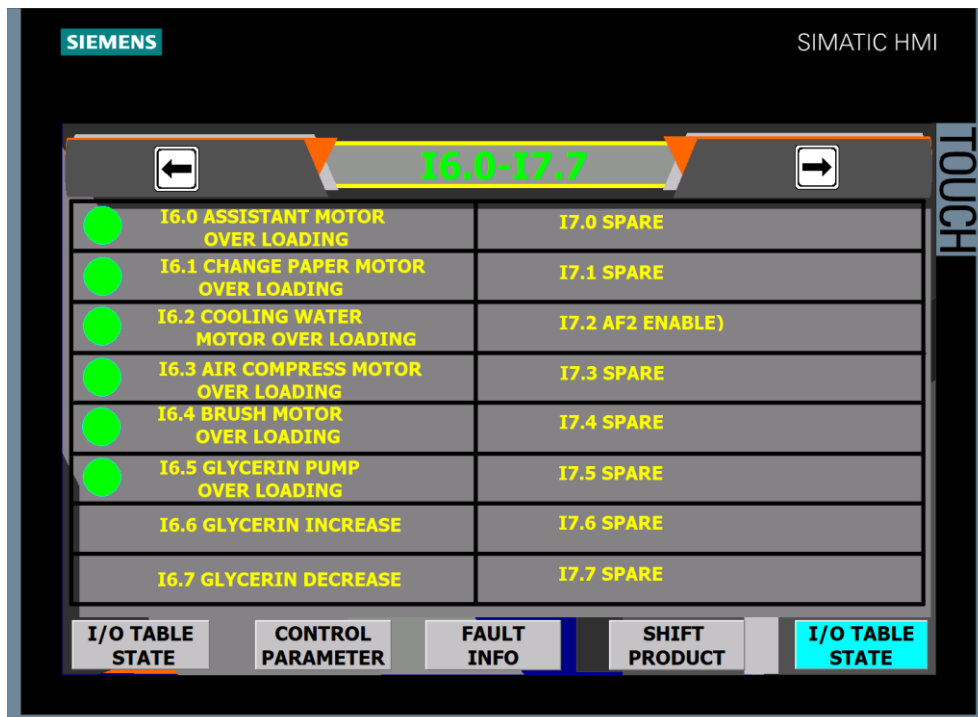 SIEMENS
SIMATIC HMI
TOUCH
I6.0-I7.7
I6.0 ASSISTANT MOTOR
OVER LOADING
I7.0 SPARE
I6.1 CHANGE PAPER MOTOR
OVER LOADING
I7.1 SPARE
I6.2 COOLING WATER
MOTOR OVER LOADING
I7.2 AF2 ENABLE)
I6.3 AIR COMPRESS MOTOR
OVER LOADING
I7.3 SPARE
I6.4 BRUSH MOTOR
OVER LOADING
I7.4 SPARE
I6.5 GLYCERIN PUMP
OVER LOADING
I7.5 SPARE
I6.6 GLYCERIN INCREASE
I7.6 SPARE
I6.7 GLYCERIN DECREASE
I7.7 SPARE
I/O TABLE
STATE
CONTROL
PARAMETER
FAULT
INFO
SHIFT
PRODUCT
I/O TABLE
STATE